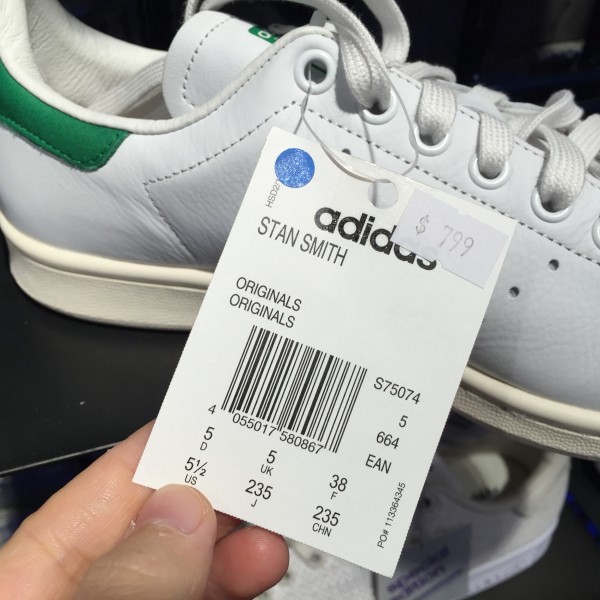 HSD2
adidas
$ 799
STAN SMITH
ORIGINALS
ORIGINALS
S75074
5
664
EAN
4 055017 580867
5 5 38
D UK F
5½ 235 235
US J CHN
PO# 113364345